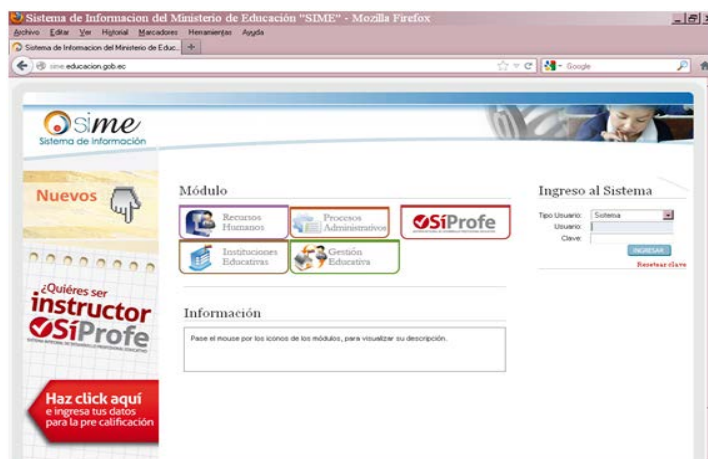 Sistema de Informacion del Ministerio de Educación "SIME" - Mozilla Firefox
Archivo Editar Ver Historial Marcadores Herramientas Ayuda
Sistema de Informacion del Ministerio de Educ...
sime.educacion.gob.ec
Google
sime
Sistema de Información
Nuevos
¿Quiéres ser
instructor
SíProfe
Haz click aquí
e ingresa tus datos
para la pre calificación
Módulo
Recursos
Humanos
Procesos
Administrativos
SíProfe
Instituciones
Educativas
Gestión
Educativa
Información
Pase el mouse por los iconos de los módulos, para visualizar su descripción.
Ingreso al Sistema
Tipo Usuario: Sistema
Usuario:
Clave:
INGRESAR
Resetear clave